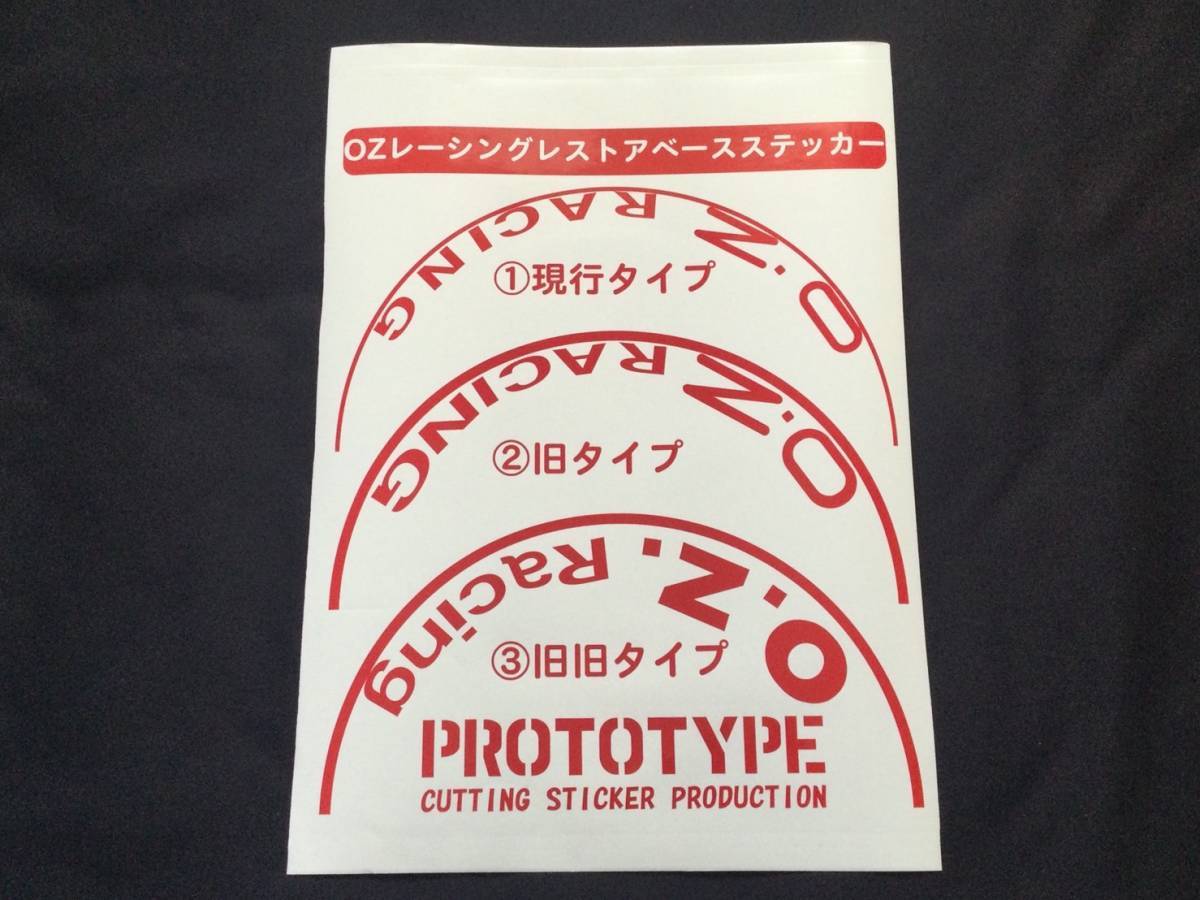 OZレーシングレストアベースステッカー
O.Z RACING
①現行タイプ
O.Z RACING
②旧タイプ
O.Z. Racing
③旧旧タイプ
PROTOTYPE
CUTTING STICKER PRODUCTION